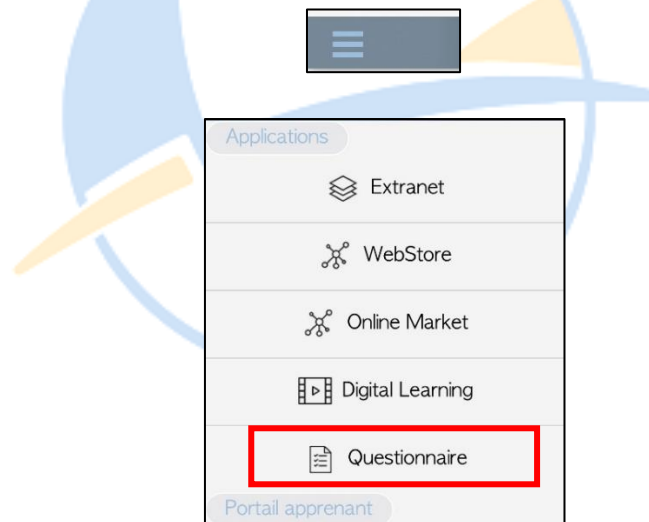 Applications
Extranet
WebStore
Online Market
Digital Learning
Questionnaire
Portail apprenant